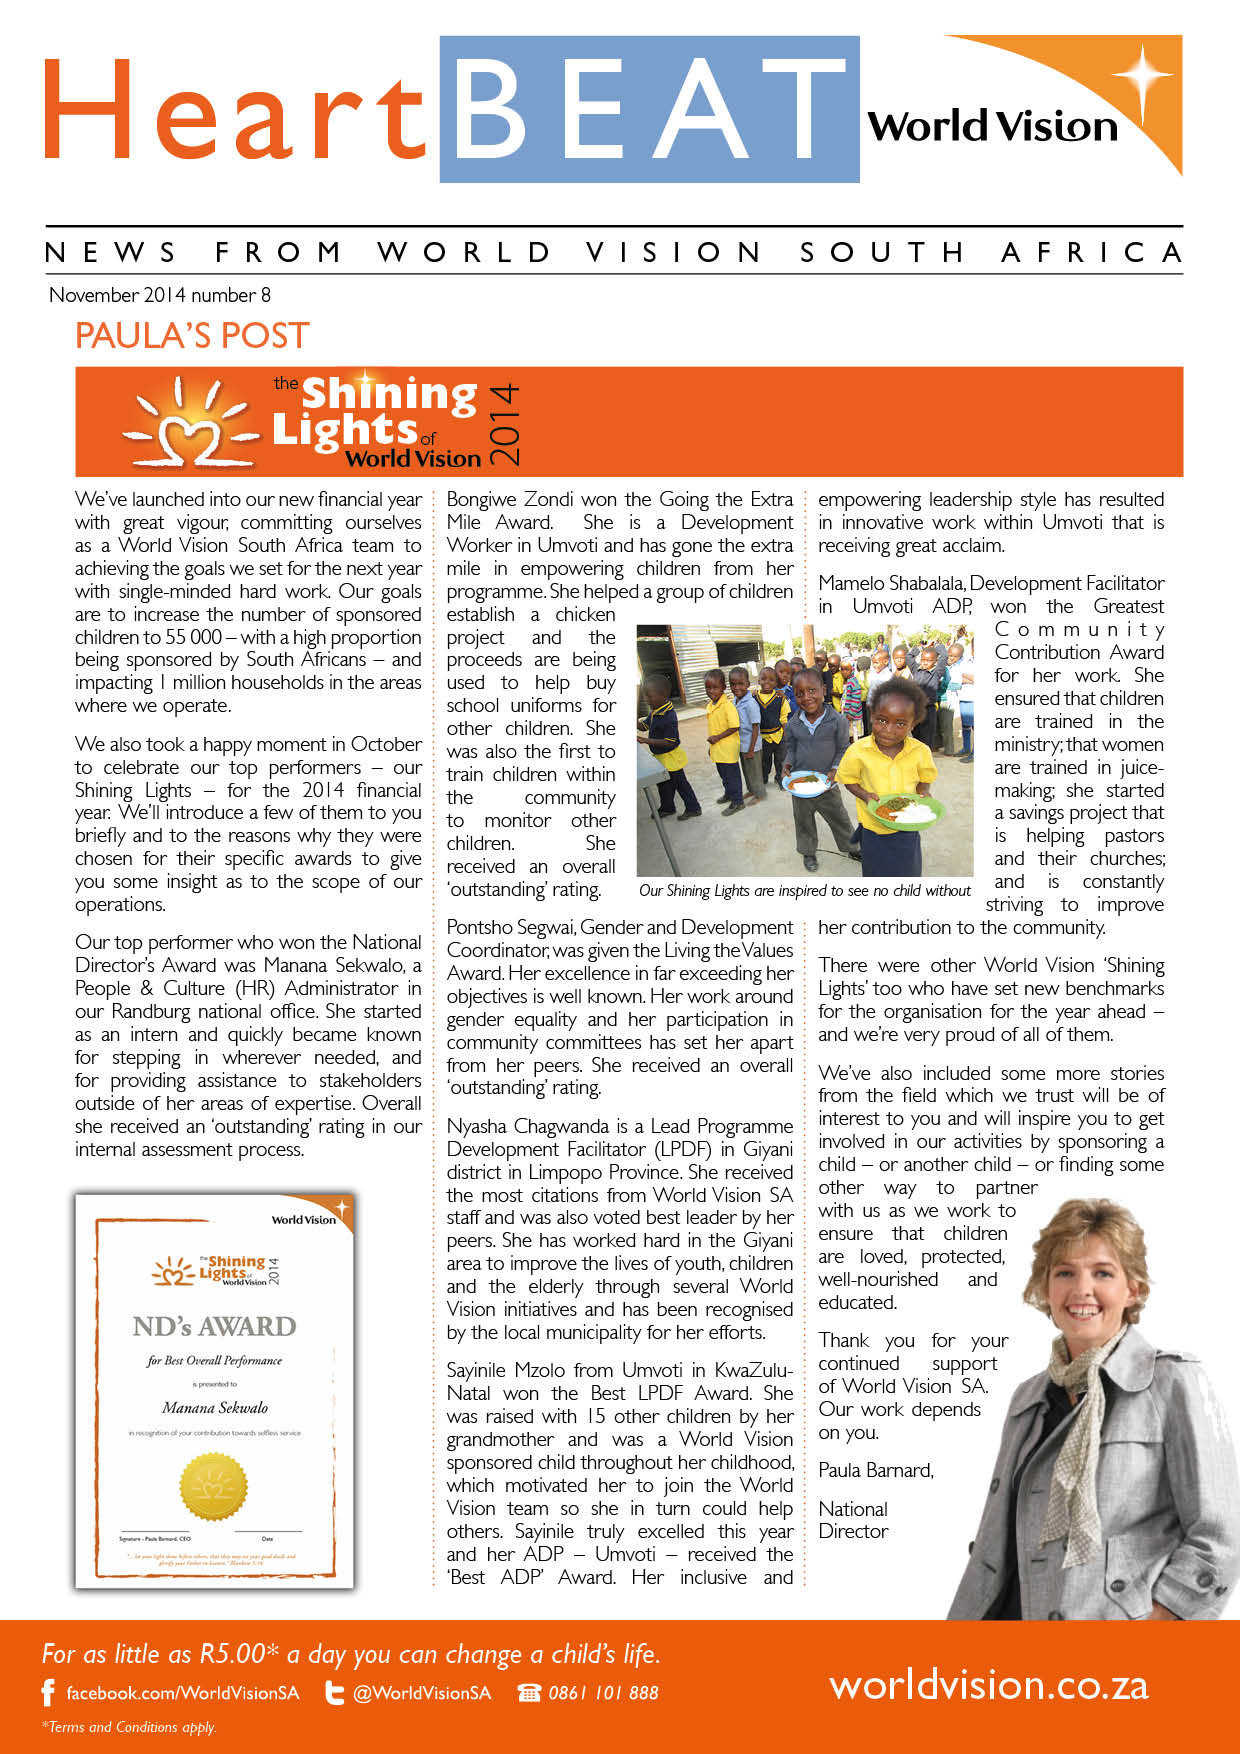 HeartBEAT
World Vision
NEWS FROM WORLD VISION SOUTH AFRICA
November 2014 number 8
PAULA'S POST
the Shining
Lights of
World Vision
2014
We've launched into our new financial year
with great vigour, committing ourselves
as a World Vision South Africa team to
achieving the goals we set for the next year
with single-minded hard work. Our goals
are to increase the number of sponsored
children to 55 000 – with a high proportion
being sponsored by South Africans – and
impacting 1 million households in the areas
where we operate.
We also took a happy moment in October
to celebrate our top performers – our
Shining Lights – for the 2014 financial
year. We'll introduce a few of them to you
briefly and to the reasons why they were
chosen for their specific awards to give
you some insight as to the scope of our
operations.
Our top performer who won the National
Director's Award was Manana Sekwalo, a
People & Culture (HR) Administrator in
our Randburg national office. She started
as an intern and quickly became known
for stepping in wherever needed, and
for providing assistance to stakeholders
outside of her areas of expertise. Overall
she received an 'outstanding' rating in our
internal assessment process.
World Vision
the Shining
Lights of
World Vision
2014
ND's AWARD
for Best Overall Performance
is presented to
Manana Sekwalo
in recognition of your contribution towards selfless service
Signature - Paula Barnard, CEO
Date
"... let your light shine before others, that they may see your good deeds and
glorify your Father in heaven." Matthew 5:16
Bongiwe Zondi won the Going the Extra
Mile Award. She is a Development
Worker in Umvoti and has gone the extra
mile in empowering children from her
programme. She helped a group of children
establish a chicken
project and the
proceeds are being
used to help buy
school uniforms for
other children. She
was also the first to
train children within
the community
to monitor other
children. She
received an overall
'outstanding' rating.
Our Shining Lights are inspired to see no child without
Pontsho Segwai, Gender and Development
Coordinator, was given the Living the Values
Award. Her excellence in far exceeding her
objectives is well known. Her work around
gender equality and her participation in
community committees has set her apart
from her peers. She received an overall
'outstanding' rating.
Nyasha Chagwanda is a Lead Programme
Development Facilitator (LPDF) in Giyani
district in Limpopo Province. She received
the most citations from World Vision SA
staff and was also voted best leader by her
peers. She has worked hard in the Giyani
area to improve the lives of youth, children
and the elderly through several World
Vision initiatives and has been recognised
by the local municipality for her efforts.
Sayinile Mzolo from Umvoti in KwaZulu-
Natal won the Best LPDF Award. She
was raised with 15 other children by her
grandmother and was a World Vision
sponsored child throughout her childhood,
which motivated her to join the World
Vision team so she in turn could help
others. Sayinile truly excelled this year
and her ADP – Umvoti – received the
'Best ADP' Award. Her inclusive and
empowering leadership style has resulted
in innovative work within Umvoti that is
receiving great acclaim.
Mamelo Shabalala, Development Facilitator
in Umvoti ADP, won the Greatest
Community
Contribution Award
for her work. She
ensured that children
are trained in the
ministry; that women
are trained in juice-
making; she started
a savings project that
is helping pastors
and their churches;
and is constantly
striving to improve
her contribution to the community.
There were other World Vision 'Shining
Lights' too who have set new benchmarks
for the organisation for the year ahead –
and we're very proud of all of them.
We've also included some more stories
from the field which we trust will be of
interest to you and will inspire you to get
involved in our activities by sponsoring a
child – or another child – or finding some
other way to partner
with us as we work to
ensure that children
are loved, protected,
well-nourished and
educated.
Thank you for your
continued support
of World Vision SA.
Our work depends
on you.
Paula Barnard,
National
Director
For as little as R5.00* a day you can change a child's life.
facebook.com/WorldVisionSA @WorldVisionSA 0861 101 888
*Terms and Conditions apply.
worldvision.co.za